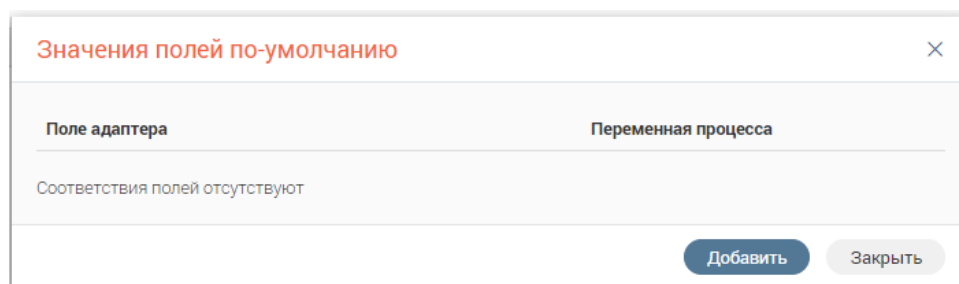 Значения полей по-умолчанию
Поле адаптера Переменная процесса
Соответствия полей отсутствуют
Добавить Закрыть